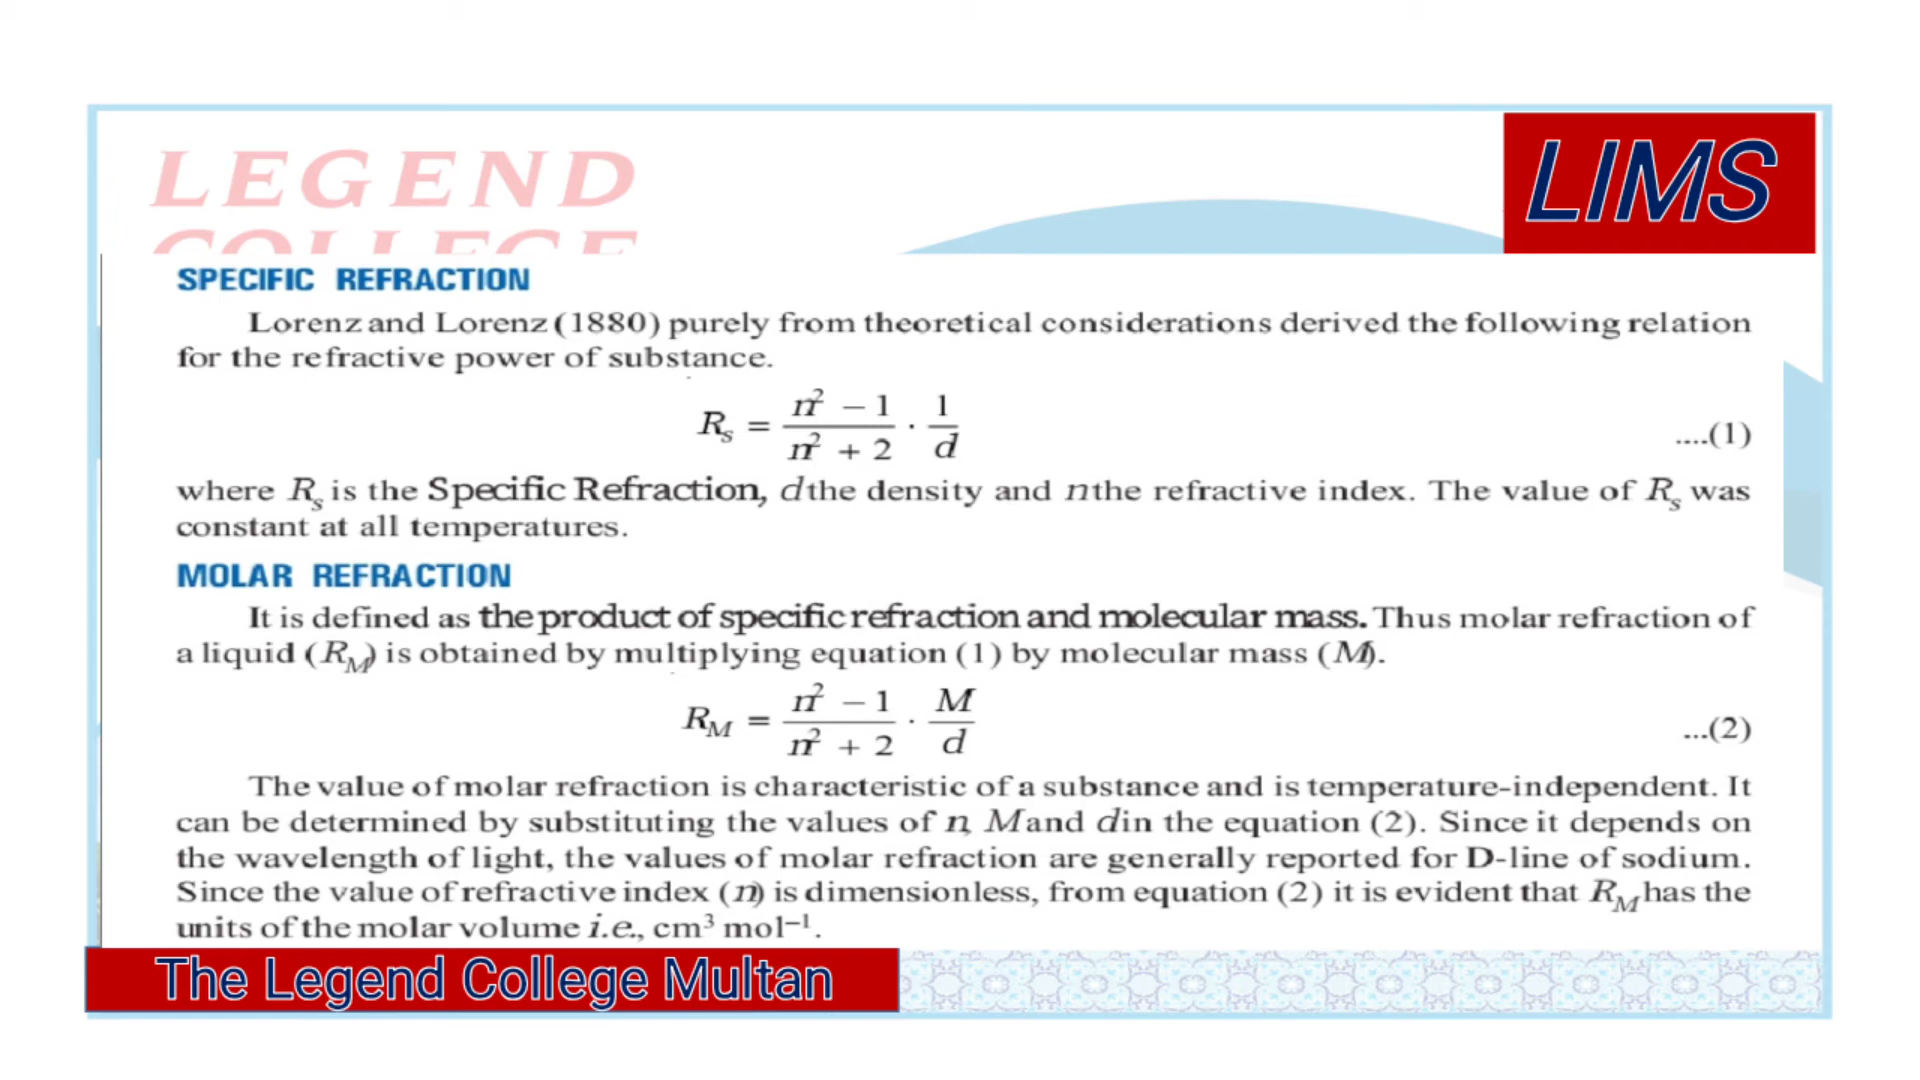 LEGEND
COLLEGE
LIMS
SPECIFIC REFRACTION
Lorenz and Lorenz (1880) purely from theoretical considerations derived the following relation
for the refractive power of substance.
R_s = (n² − 1)/(n² + 2) · 1/d ....(1)
where R_s is the Specific Refraction, d the density and n the refractive index. The value of R_s was
constant at all temperatures.
MOLAR REFRACTION
It is defined as the product of specific refraction and molecular mass. Thus molar refraction of
a liquid (R_M) is obtained by multiplying equation (1) by molecular mass (M).
R_M = (n² − 1)/(n² + 2) · M/d ...(2)
The value of molar refraction is characteristic of a substance and is temperature-independent. It
can be determined by substituting the values of n, M and d in the equation (2). Since it depends on
the wavelength of light, the values of molar refraction are generally reported for D-line of sodium.
Since the value of refractive index (n) is dimensionless, from equation (2) it is evident that R_M has the
units of the molar volume i.e., cm³ mol⁻¹.
The Legend College Multan